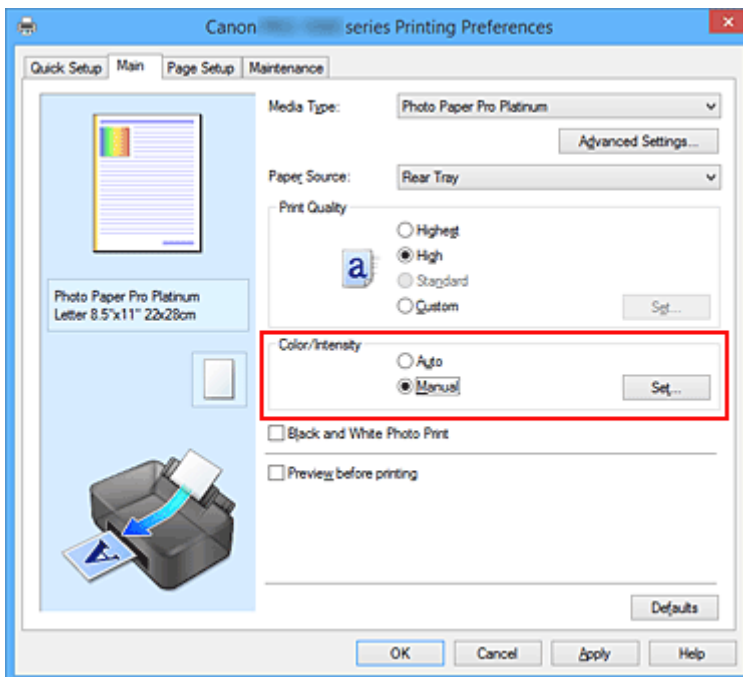 Canon series Printing Preferences
Quick Setup Main Page Setup Maintenance
Media Type: Photo Paper Pro Platinum
Advanced Settings...
Paper Source: Rear Tray
Print Quality
Highest
High
Standard
Custom Set...
Photo Paper Pro Platinum
Letter 8.5"x11" 22x28cm
Color/Intensity
Auto
Manual Set...
Black and White Photo Print
Preview before printing
Defaults
OK Cancel Apply Help
a
A